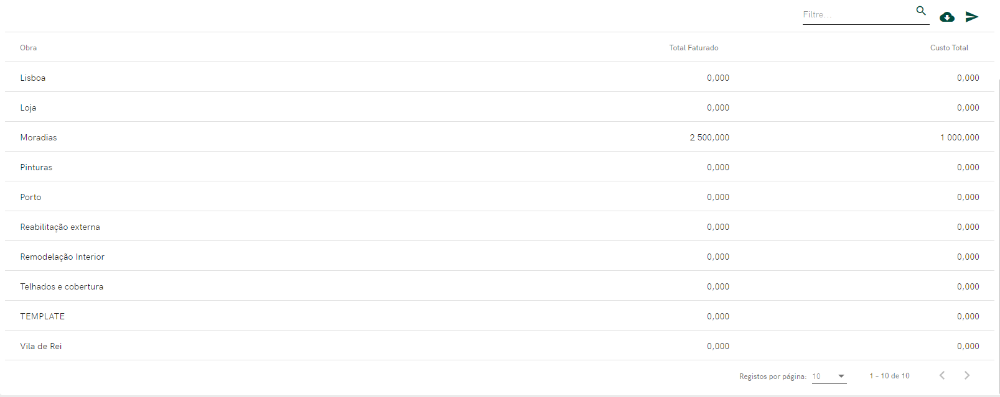 Filtre...
Obra Total Faturado Custo Total
Lisboa 0,000 0,000
Loja 0,000 0,000
Moradias 2 500,000 1 000,000
Pinturas 0,000 0,000
Porto 0,000 0,000
Reabilitação externa 0,000 0,000
Remodelação Interior 0,000 0,000
Telhados e cobertura 0,000 0,000
TEMPLATE 0,000 0,000
Vila de Rei 0,000 0,000
Registos por página: 10 1 - 10 de 10